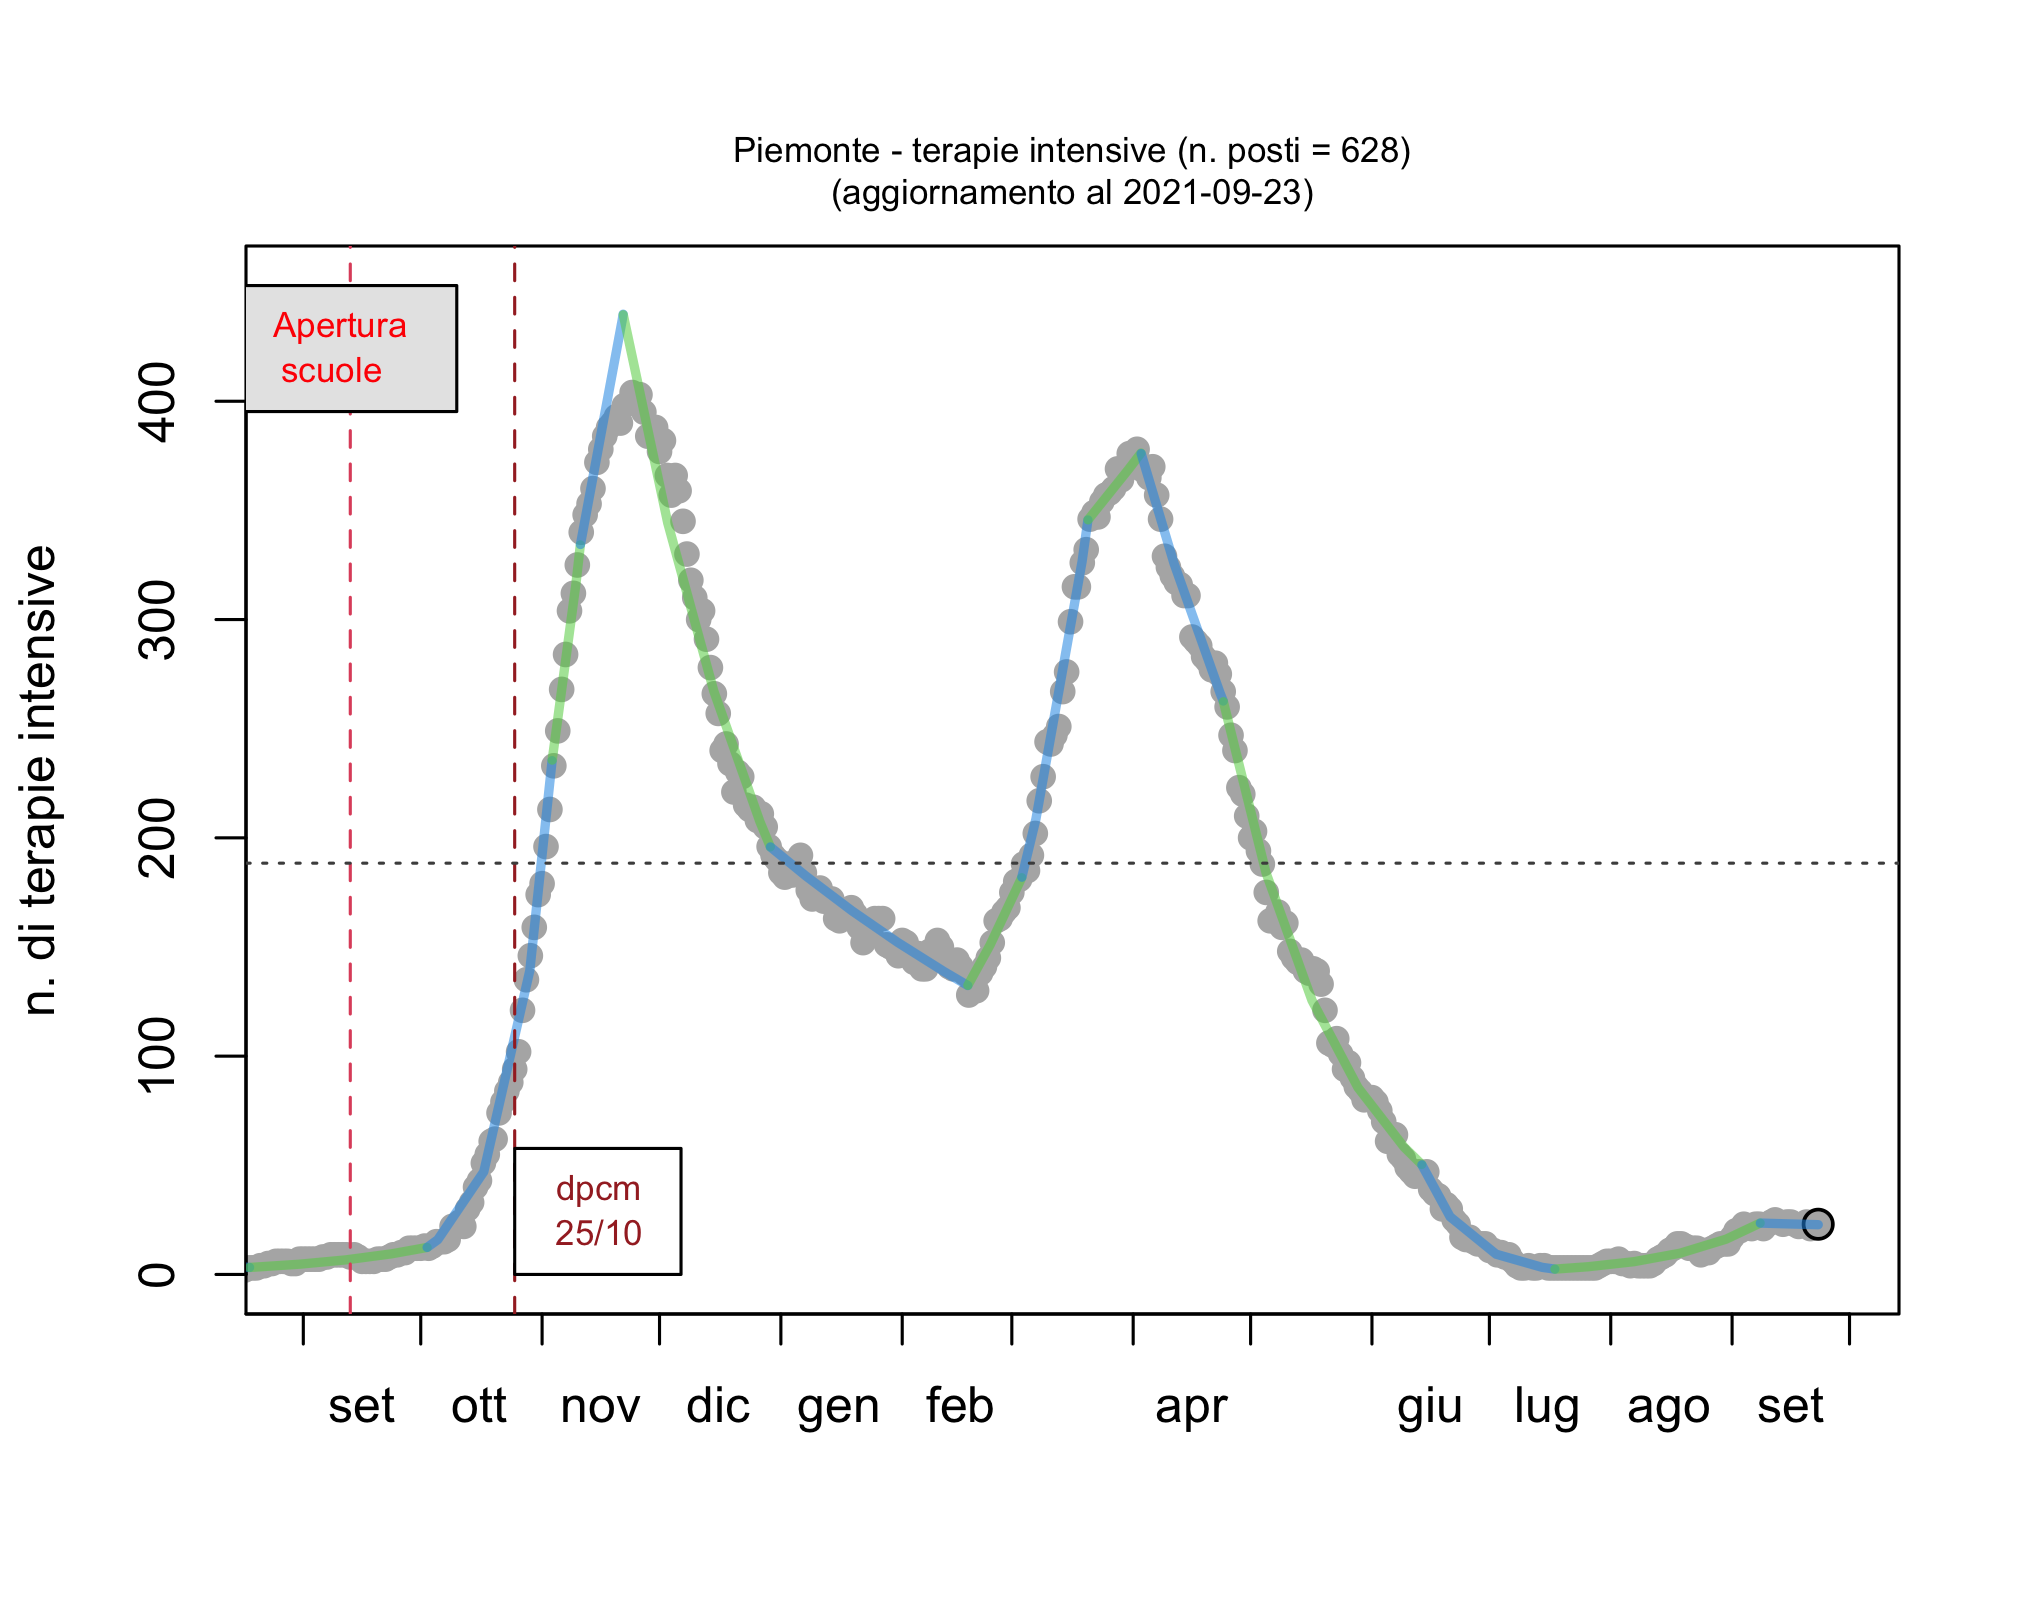 Piemonte - terapie intensive (n. posti = 628)
(aggiornamento al 2021-09-23)
Apertura
scuole
n. di terapie intensive
400
300
200
100
0
dpcm
25/10
set ott nov dic gen feb apr giu lug ago set